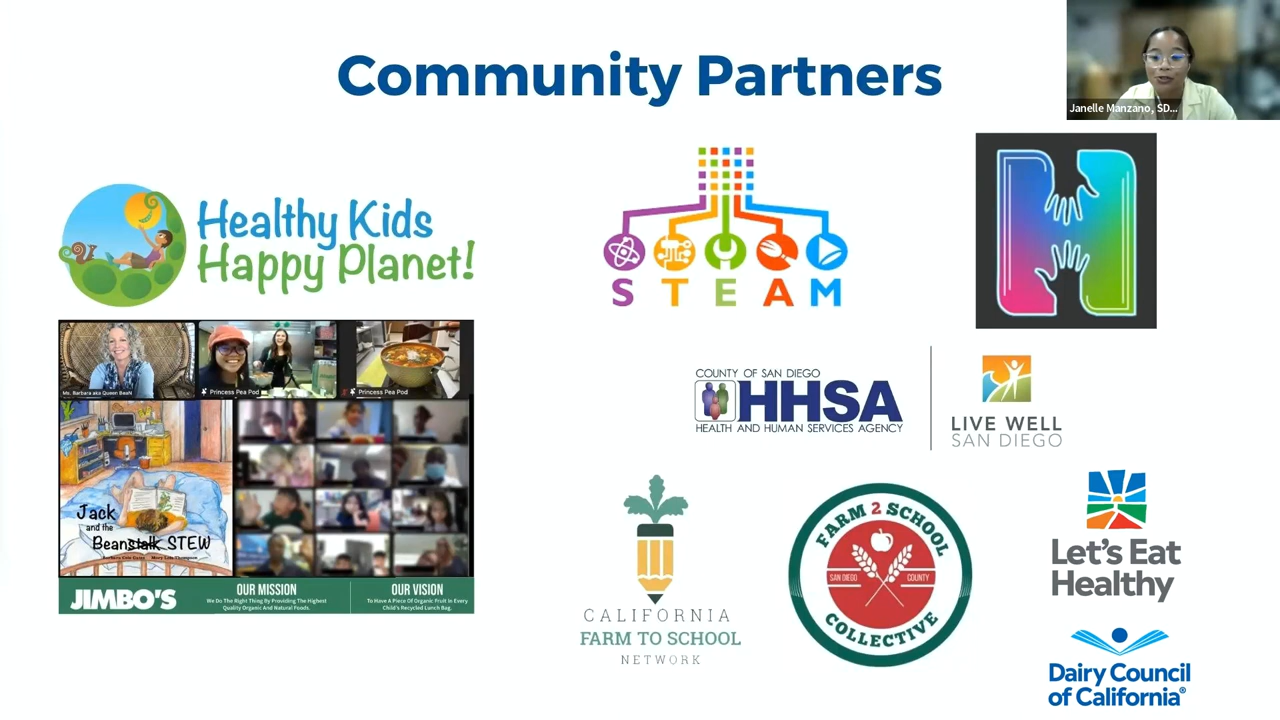 Community Partners
Janelle Manzano, SD...
Healthy Kids
Happy Planet!
Ms. Barbara aka Queen BeaN
Princess Pea Pod
Princess Pea Pod
Jack
and the
Beanstalk STEW
JIMBO'S
OUR MISSION
We Do The Right Thing By Providing The Highest
Quality Organic And Natural Foods.
OUR VISION
To Have A Piece Of Organic Fruit In Every
Child's Recycled Lunch Bag.
STEAM
H
COUNTY OF SAN DIEGO
HHSA
HEALTH AND HUMAN SERVICES AGENCY
LIVE WELL
SAN DIEGO
CALIFORNIA
FARM TO SCHOOL
NETWORK
FARM 2 SCHOOL
SAN DIEGO
COUNTY
COLLECTIVE
Let's Eat
Healthy
Dairy Council
of California®